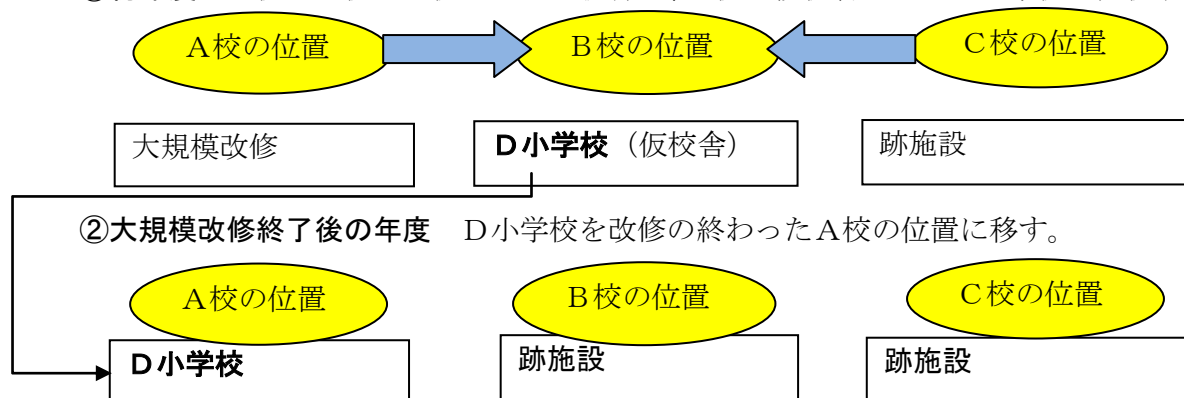 A校の位置 B校の位置 C校の位置
大規模改修 D小学校（仮校舎） 跡施設
②大規模改修終了後の年度 D小学校を改修の終わったA校の位置に移す。
A校の位置 B校の位置 C校の位置
D小学校 跡施設 跡施設